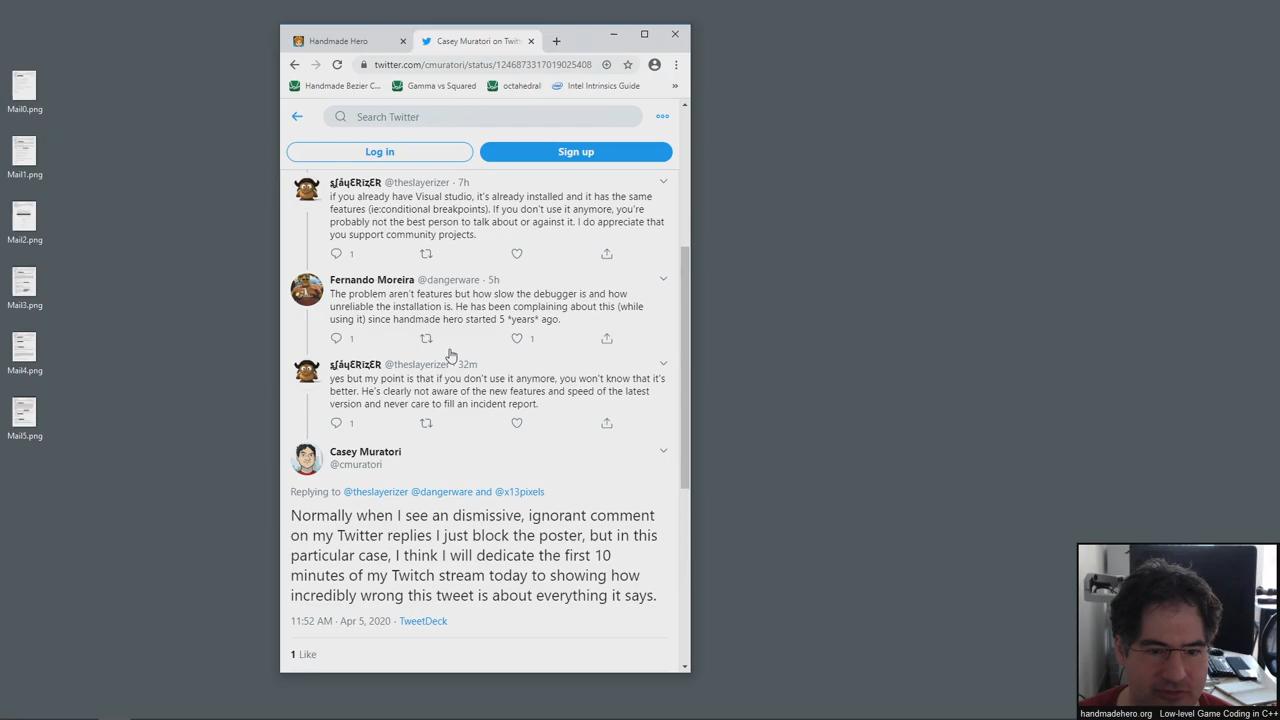 Handmade Hero
Casey Muratori on Twitt
twitter.com/cmuratori/status/1246873317019025408
Handmade Bezier C...
Gamma vs Squared
octahedral
Intel Intrinsics Guide
»
Search Twitter
Log in
Sign up
@theslayerizer · 7h
if you already have Visual studio, it's already installed and it has the same
features (ie:conditional breakpoints). If you don't use it anymore, you're
probably not the best person to talk about or against it. I do appreciate that
you support community projects.
1
Fernando Moreira @dangerware · 5h
The problem aren't features but how slow the debugger is and how
unreliable the installation is. He has been complaining about this (while
using it) since handmade hero started 5 *years* ago.
1
1
@theslayerizer · 32m
yes but my point is that if you don't use it anymore, you won't know that it's
better. He's clearly not aware of the new features and speed of the latest
version and never care to fill an incident report.
1
Casey Muratori
@cmuratori
Replying to @theslayerizer @dangerware and @x13pixels
Normally when I see an dismissive, ignorant comment
on my Twitter replies I just block the poster, but in this
particular case, I think I will dedicate the first 10
minutes of my Twitch stream today to showing how
incredibly wrong this tweet is about everything it says.
11:52 AM · Apr 5, 2020 · TweetDeck
1 Like
Mail0.png
Mail1.png
Mail2.png
Mail3.png
Mail4.png
Mail5.png
handmadehero.org Low-level Game Coding in C++